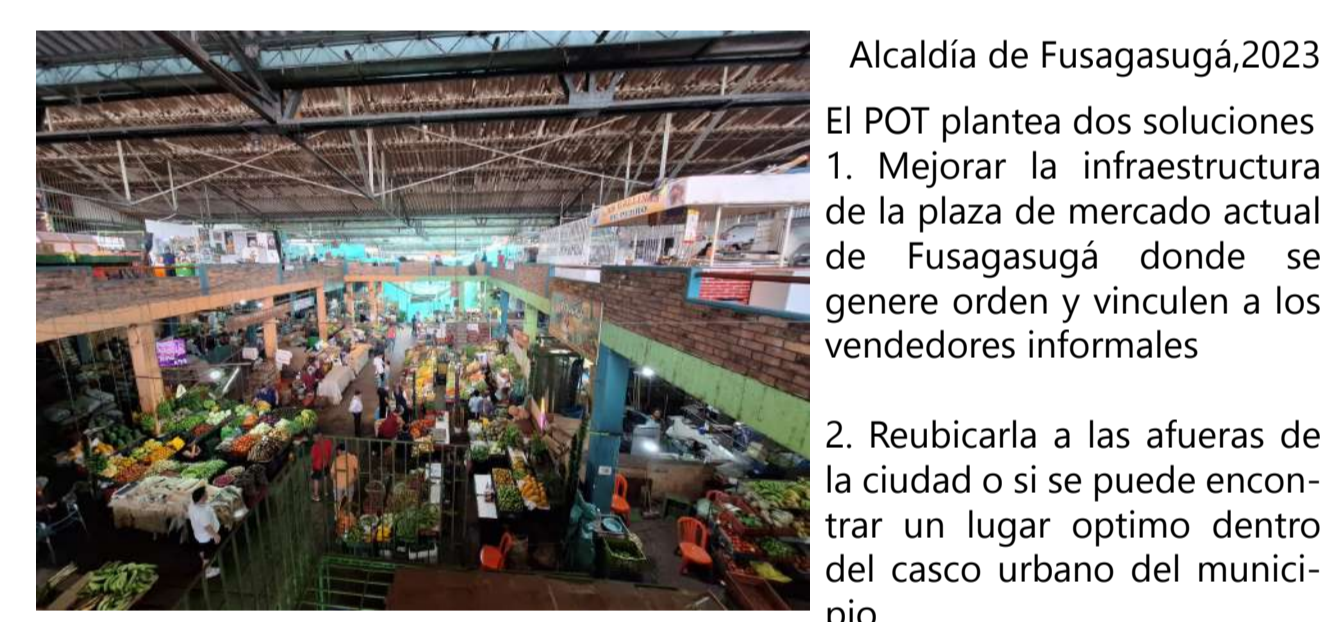 Alcaldía de Fusagasugá,2023
El POT plantea dos soluciones
1. Mejorar la infraestructura
de la plaza de mercado actual
de Fusagasugá donde se
genere orden y vinculen a los
vendedores informales
2. Reubicarla a las afueras de
la ciudad o si se puede encon-
trar un lugar optimo dentro
del casco urbano del munici-
pio